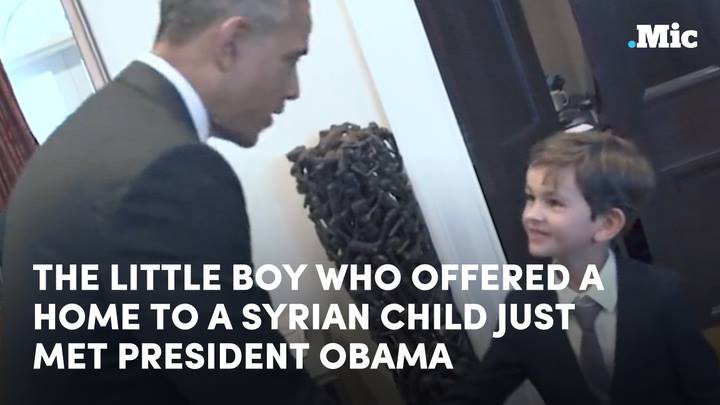 .Mic
THE LITTLE BOY WHO OFFERED A
HOME TO A SYRIAN CHILD JUST
MET PRESIDENT OBAMA